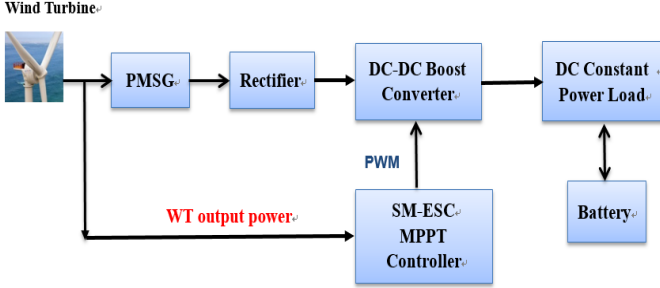 Wind Turbine
PMSG
Rectifier
DC-DC Boost
Converter
DC Constant
Power Load
PWM
WT output power
SM-ESC
MPPT
Controller
Battery